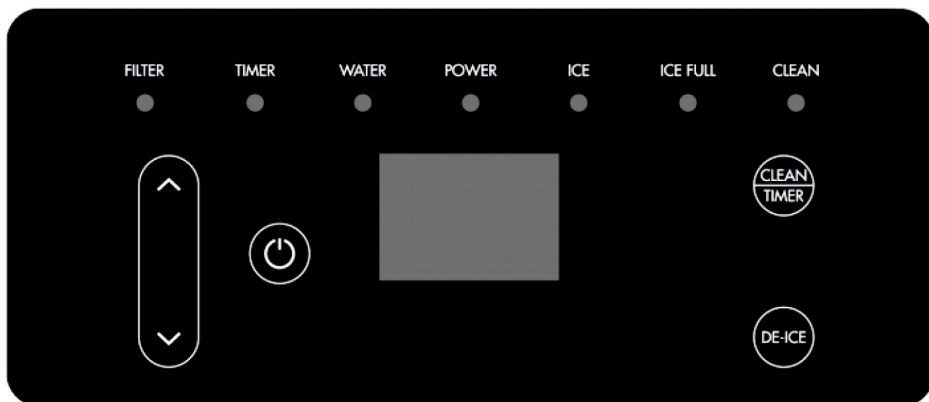 FILTER TIMER WATER POWER ICE ICE FULL CLEAN
CLEAN
TIMER
DE-ICE